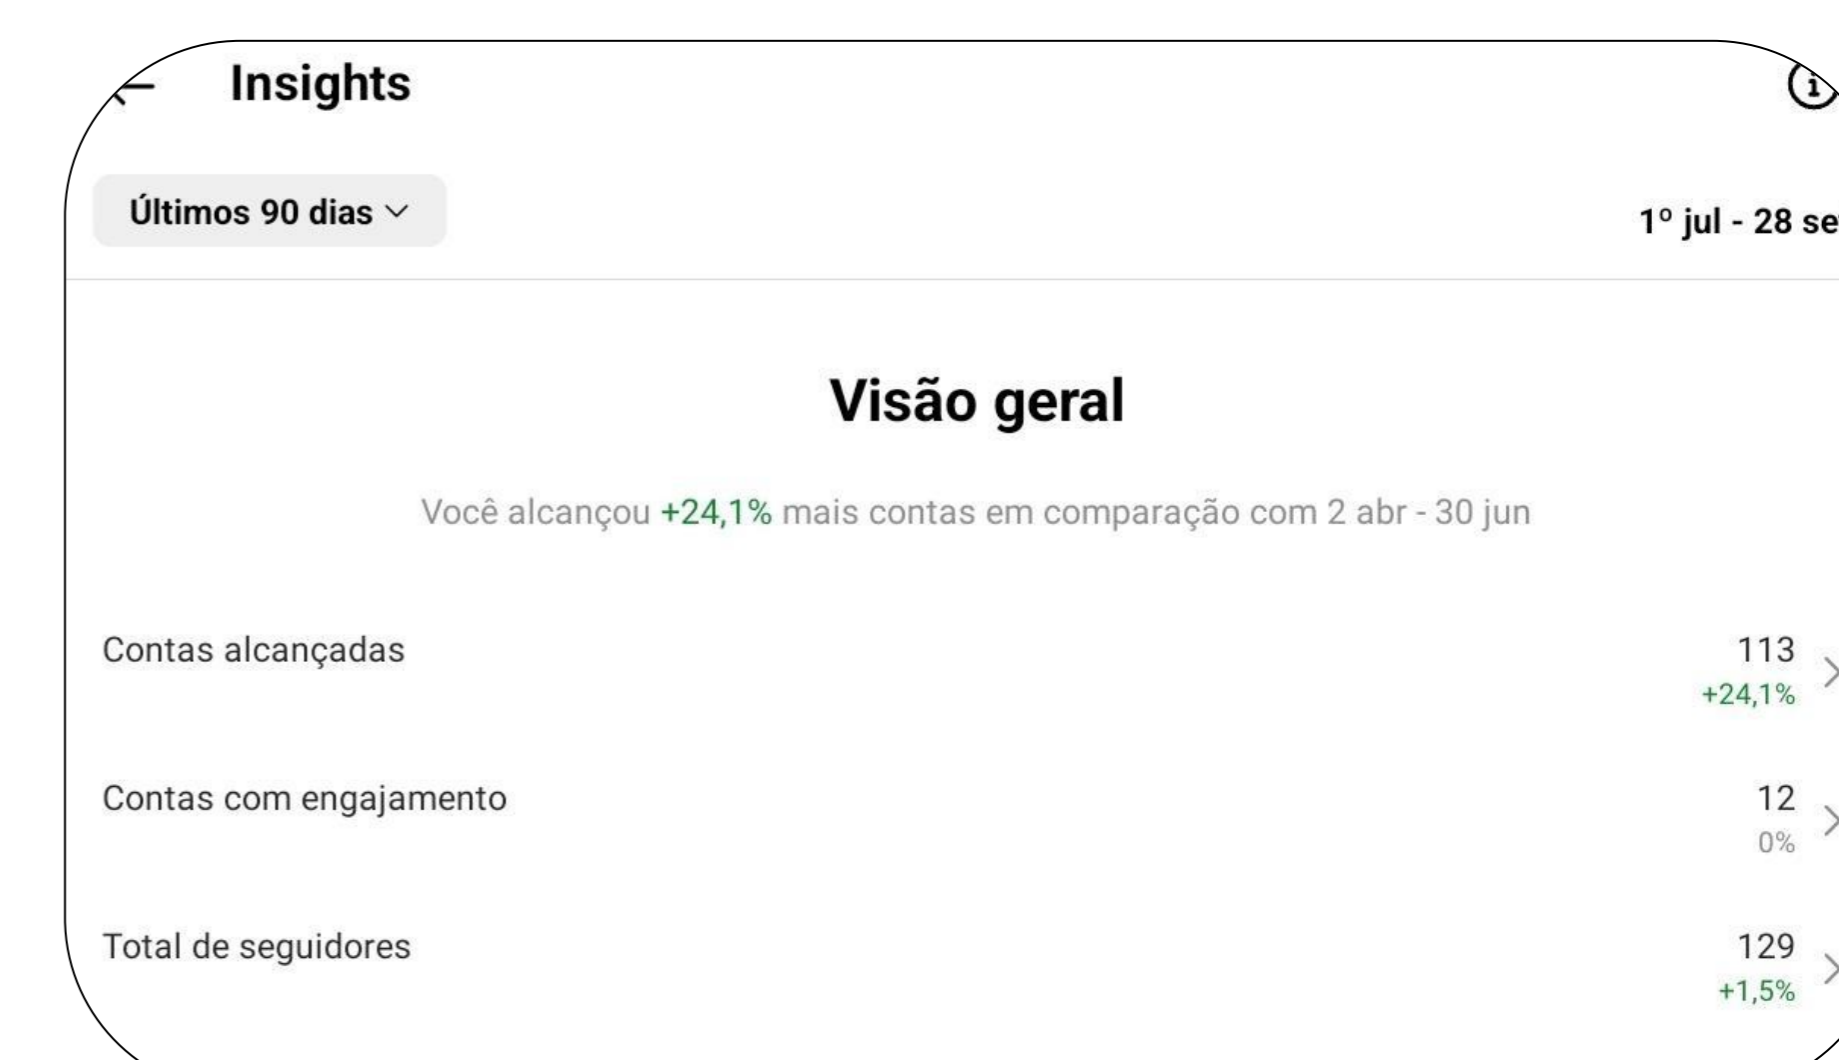 Insights
Últimos 90 dias
1º jul - 28 se
Visão geral
Você alcançou +24,1% mais contas em comparação com 2 abr - 30 jun
Contas alcançadas
113
+24,1%
Contas com engajamento
12
0%
Total de seguidores
129
+1,5%